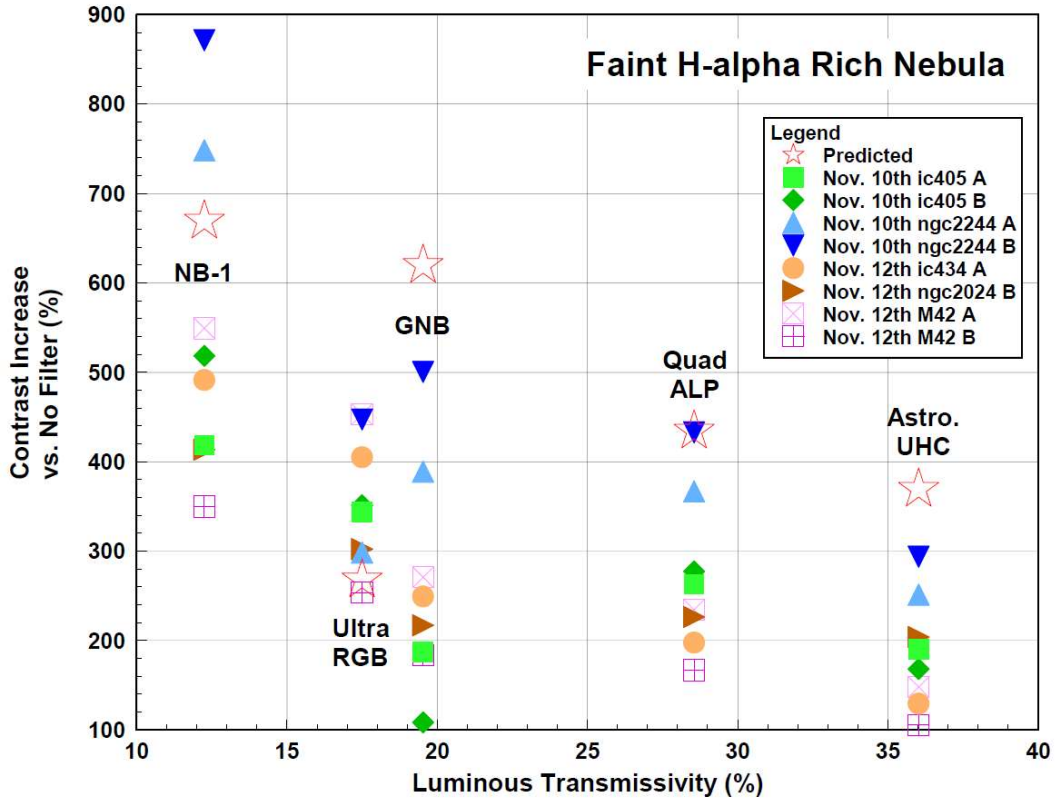 Faint H-alpha Rich Nebula
Legend
Predicted
Nov. 10th ic405 A
Nov. 10th ic405 B
Nov. 10th ngc2244 A
Nov. 10th ngc2244 B
Nov. 12th ic434 A
Nov. 12th ngc2024 B
Nov. 12th M42 A
Nov. 12th M42 B
NB-1
GNB
Ultra
RGB
Quad
ALP
Astro.
UHC
Contrast Increase
vs. No Filter (%)
900
800
700
600
500
400
300
200
100
10
15
20
25
30
35
40
Luminous Transmissivity (%)